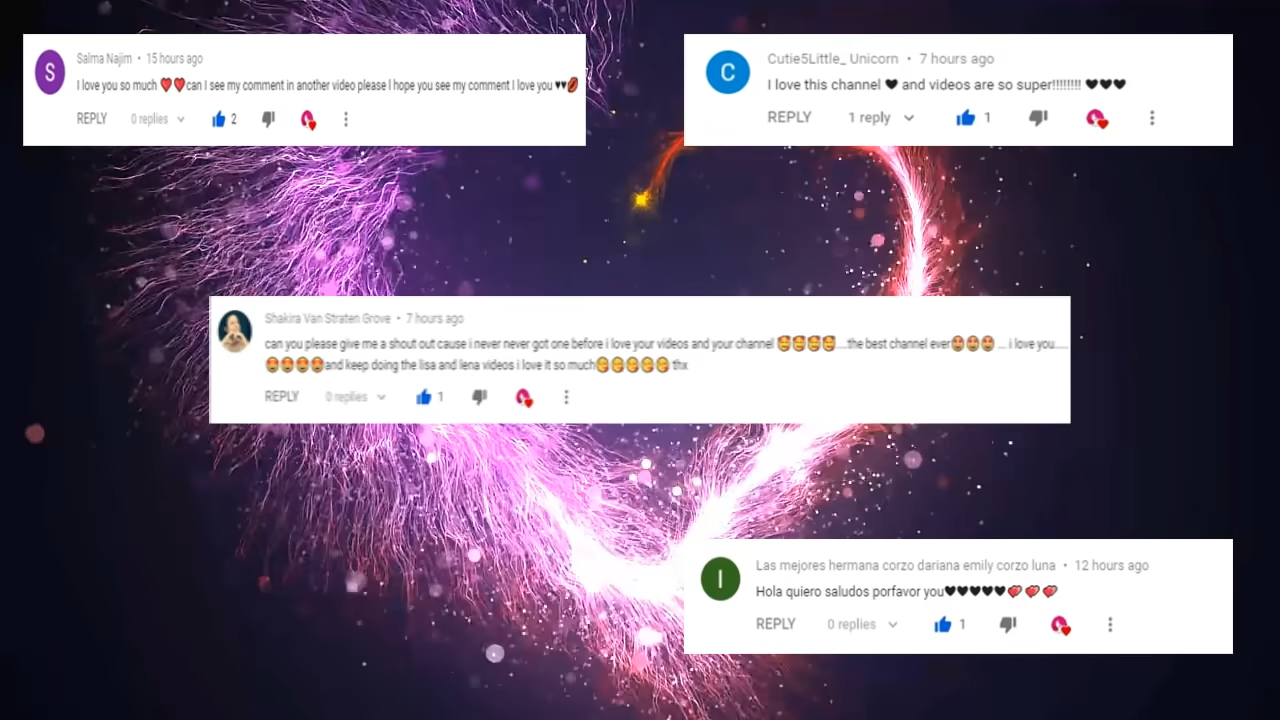 S
Salma Najim • 15 hours ago
I love you so much ❤❤can I see my comment in another video please I hope you see my comment I love you ♥♥💋
REPLY 0 replies 2
C
Cutie5Little_ Unicorn • 7 hours ago
I love this channel ♥ and videos are so super!!!!!!!! ♥♥♥
REPLY 1 reply 1
Shakira Van Straten Grove • 7 hours ago
can you please give me a shout out cause i never never got one before i love your videos and your channel 🥰🥰🥰🥰....the best channel ever😍😍😍 ... i love you.....
😍😍😍😍and keep doing the lisa and lena videos i love it so much😋😋😋😋😋 thx
REPLY 0 replies 1
I
Las mejores hermana corzo dariana emily corzo luna • 12 hours ago
Hola quiero saludos porfavor you♥♥♥♥♥💋💋💋
REPLY 0 replies 1